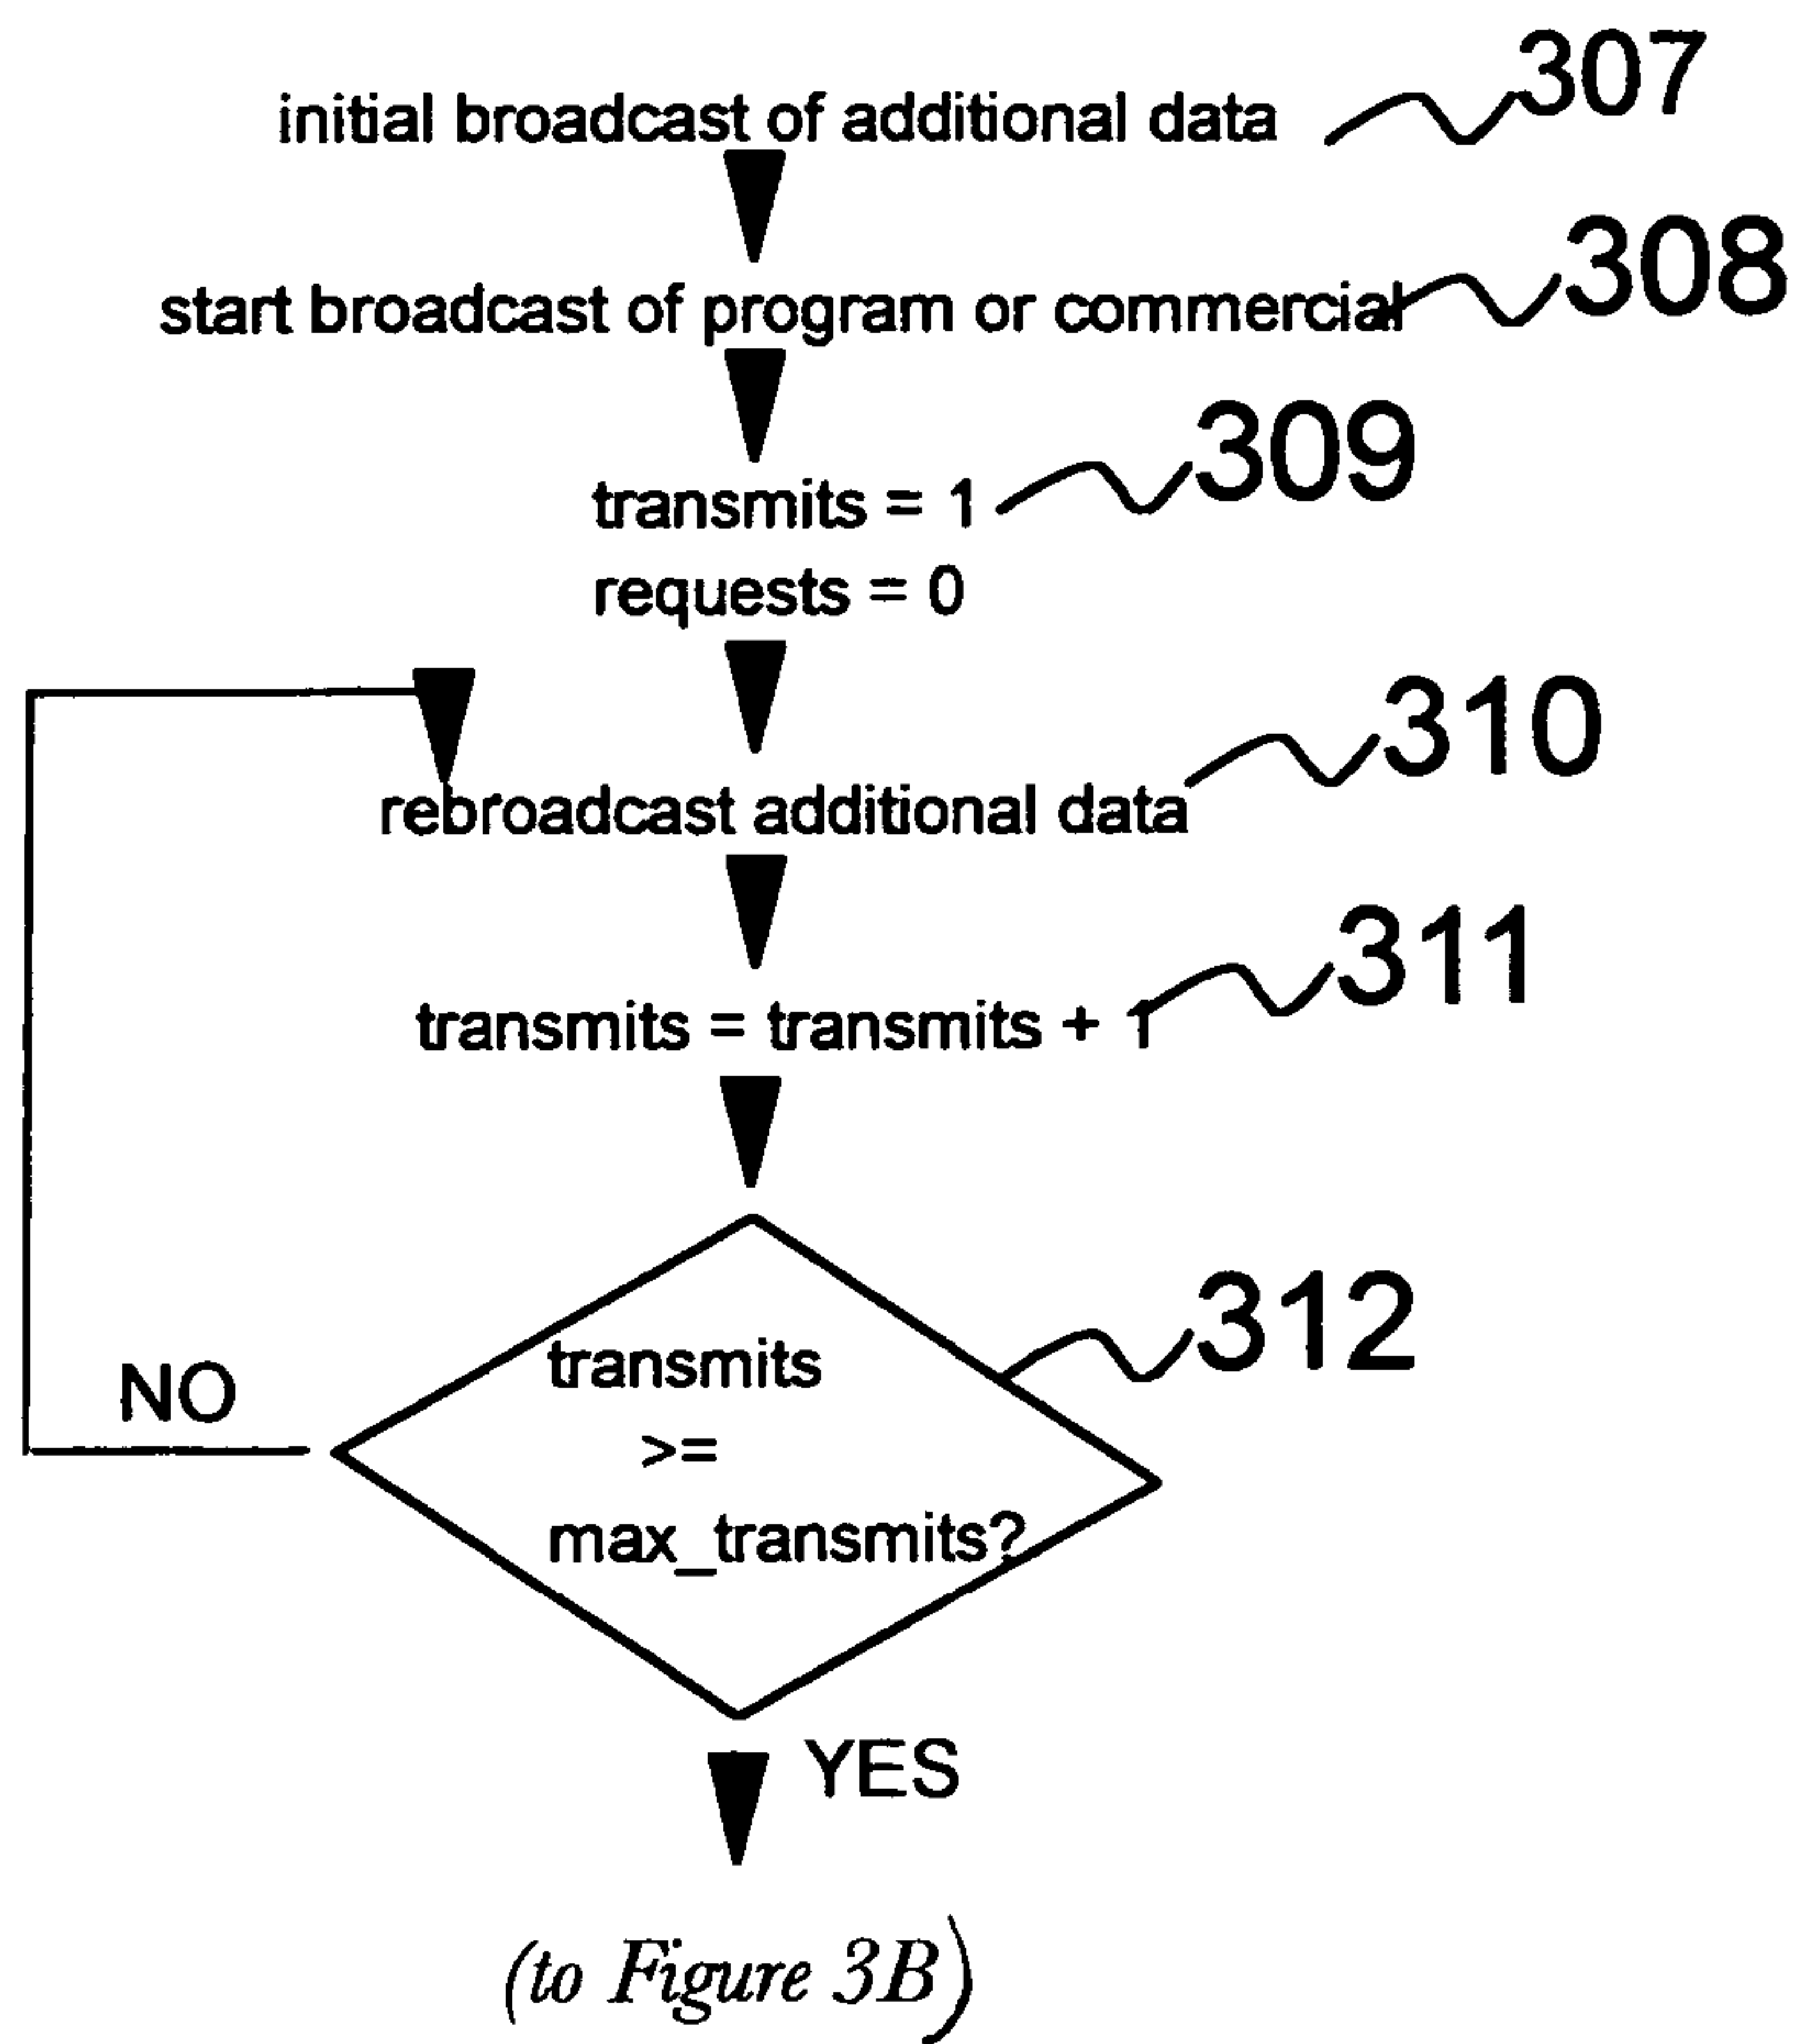 initial broadcast of additional data 307
start broadcast of program or commercial 308
transmits = 1 309
requests = 0
rebroadcast additional data 310
transmits = transmits + 1 311
transmits 312
>=
max_transmits?
NO
YES
(to Figure 3B)